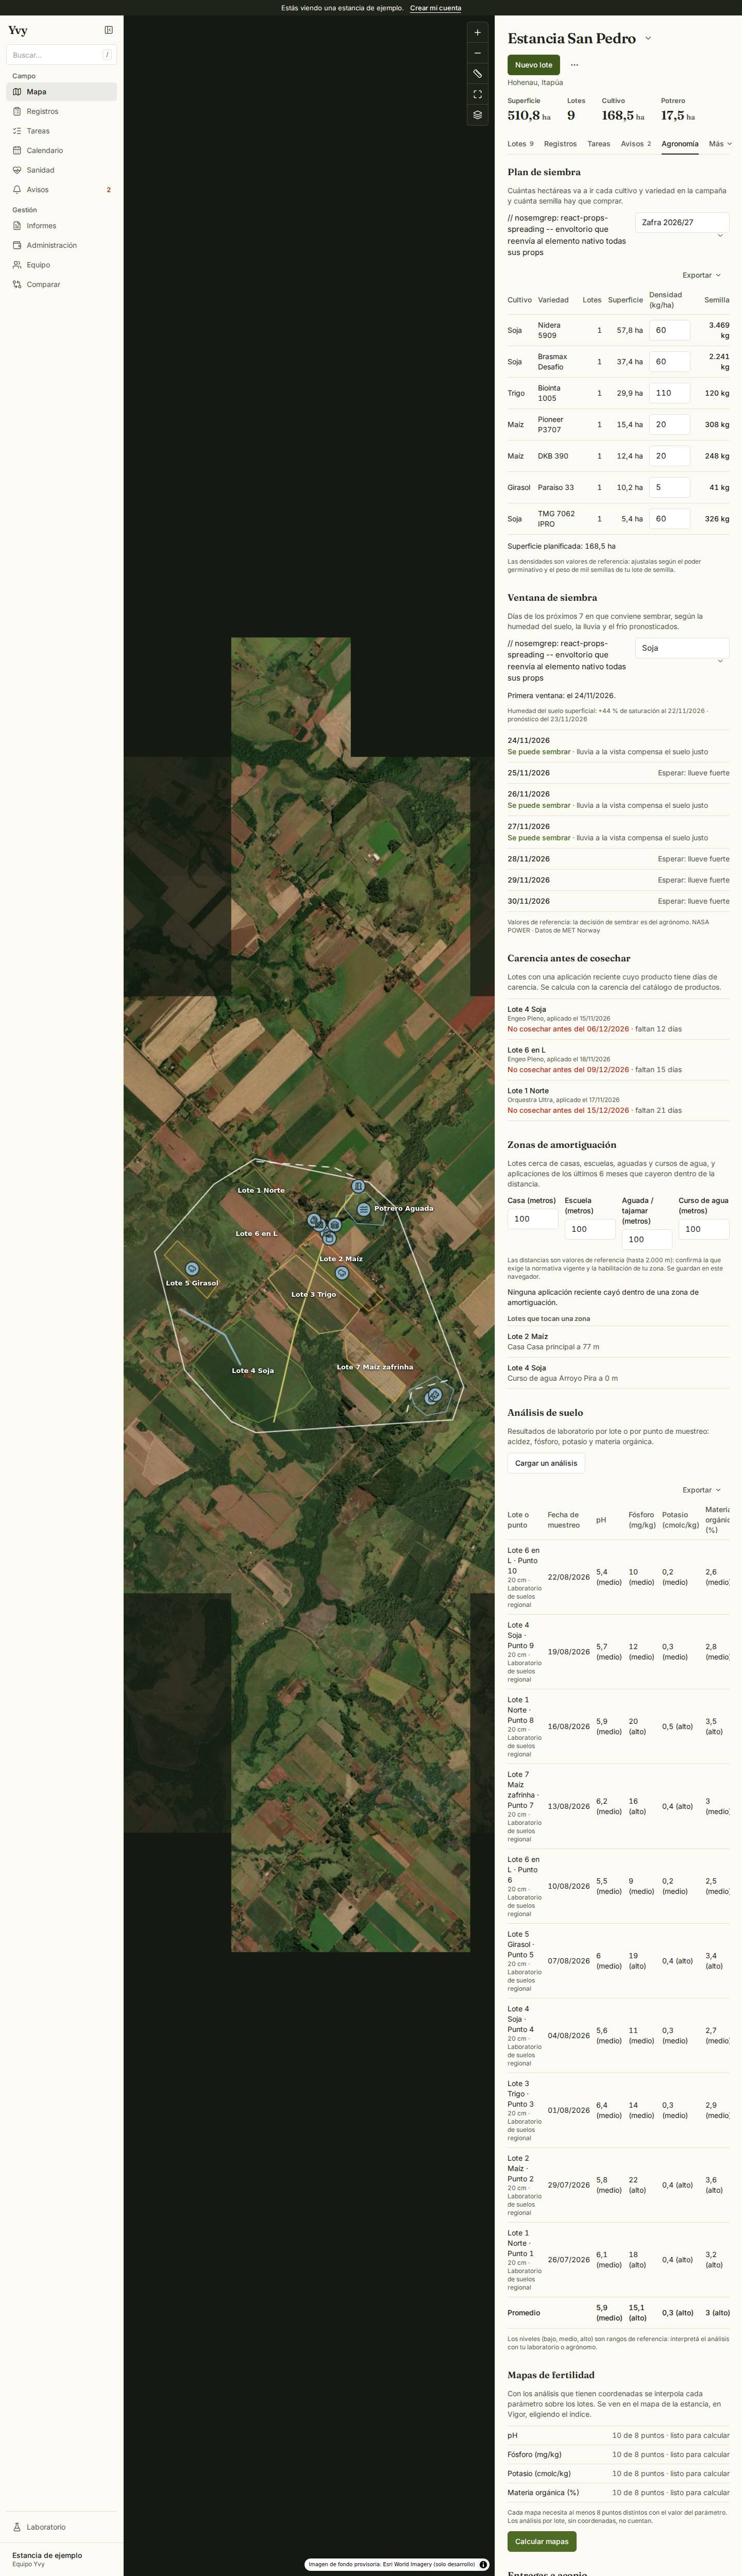 Estás viendo una estancia de ejemplo. Crear mi cuenta
Yvy
Buscar... /
Campo
Mapa
Registros
Tareas
Calendario
Sanidad
Avisos 2
Gestión
Informes
Administración
Equipo
Comparar
Laboratorio
Estancia de ejemplo
Equipo Yvy
Lote 1 Norte
Potrero Aguada
Lote 6 en L
Lote 2 Maíz
Lote 5 Girasol
Lote 3 Trigo
Lote 7 Maíz zafrinha
Lote 4 Soja
Imagen de fondo provisoria: Esri World Imagery (solo desarrollo)
Estancia San Pedro
Nuevo lote ...
Hohenau, Itapúa
Superficie Lotes Cultivo Potrero
510,8 ha 9 168,5 ha 17,5 ha
Lotes 9 Registros Tareas Avisos 2 Agronomía Más
Plan de siembra
Cuántas hectáreas va a ir cada cultivo y variedad en la campaña
y cuánta semilla hay que comprar.
// nosemgrep: react-props-
spreading -- envoltorio que
reenvía al elemento nativo todas
sus props
Zafra 2026/27
Exportar
Cultivo Variedad Lotes Superficie Densidad (kg/ha) Semilla
Soja Nidera 5909 1 57,8 ha 60 3.469 kg
Soja Brasmax Desafío 1 37,4 ha 60 2.241 kg
Trigo Biointa 1005 1 29,9 ha 110 120 kg
Maíz Pioneer P3707 1 15,4 ha 20 308 kg
Maíz DKB 390 1 12,4 ha 20 248 kg
Girasol Paraíso 33 1 10,2 ha 5 41 kg
Soja TMG 7062 IPRO 1 5,4 ha 60 326 kg
Superficie planificada: 168,5 ha
Las densidades son valores de referencia: ajustalas según el poder
germinativo y el peso de mil semillas de tu lote de semilla.
Ventana de siembra
Días de los próximos 7 en que conviene sembrar, según la
humedad del suelo, la lluvia y el frío pronosticados.
// nosemgrep: react-props-
spreading -- envoltorio que
reenvía al elemento nativo todas
sus props
Soja
Primera ventana: el 24/11/2026.
Humedad del suelo superficial: +44 % de saturación al 22/11/2026 ·
pronóstico del 23/11/2026
24/11/2026
Se puede sembrar · lluvia a la vista compensa el suelo justo
25/11/2026 Esperar: llueve fuerte
26/11/2026
Se puede sembrar · lluvia a la vista compensa el suelo justo
27/11/2026
Se puede sembrar · lluvia a la vista compensa el suelo justo
28/11/2026 Esperar: llueve fuerte
29/11/2026 Esperar: llueve fuerte
30/11/2026 Esperar: llueve fuerte
Valores de referencia: la decisión de sembrar es del agrónomo. NASA
POWER · Datos de MET Norway
Carencia antes de cosechar
Lotes con una aplicación reciente cuyo producto tiene días de
carencia. Se calcula con la carencia del catálogo de productos.
Lote 4 Soja
Engeo Pleno, aplicado el 15/11/2026
No cosechar antes del 06/12/2026 · faltan 12 días
Lote 6 en L
Engeo Pleno, aplicado el 18/11/2026
No cosechar antes del 09/12/2026 · faltan 15 días
Lote 1 Norte
Orquestra Ultra, aplicado el 17/11/2026
No cosechar antes del 15/12/2026 · faltan 21 días
Zonas de amortiguación
Lotes cerca de casas, escuelas, aguadas y cursos de agua, y
aplicaciones de los últimos 6 meses que cayeron dentro de la
distancia.
Casa (metros) Escuela (metros) Aguada / tajamar (metros) Curso de agua (metros)
100 100 100 100
Las distancias son valores de referencia (hasta 2.000 m): confirmá la que
exige la normativa vigente y la habilitación de tu zona. Se guardan en este
navegador.
Ninguna aplicación reciente cayó dentro de una zona de
amortiguación.
Lotes que tocan una zona
Lote 2 Maíz
Casa Casa principal a 77 m
Lote 4 Soja
Curso de agua Arroyo Pira a 0 m
Análisis de suelo
Resultados de laboratorio por lote o por punto de muestreo:
acidez, fósforo, potasio y materia orgánica.
Cargar un análisis
Exportar
Lote o punto Fecha de muestreo pH Fósforo (mg/kg) Potasio (cmolc/kg) (%)
Lote 6 en L · Punto 10 20 cm · Laboratorio de suelos regional 22/08/2026 5,4 (medio) 10 (medio) 0,2 (medio) 2,6
Lote 4 Soja · Punto 9 20 cm · Laboratorio de suelos regional 19/08/2026 5,7 (medio) 12 (medio) 0,3 (medio) 2,8
Lote 1 Norte · Punto 8 20 cm · Laboratorio de suelos regional 16/08/2026 5,9 (medio) 20 (alto) 0,5 (alto) 3,5 (alto)
Lote 7 Maíz zafrinha · Punto 7 20 cm · Laboratorio de suelos regional 13/08/2026 6,2 (medio) 16 (alto) 0,4 (alto) 3
Lote 6 en L · Punto 6 20 cm · Laboratorio de suelos regional 10/08/2026 5,5 (medio) 9 (medio) 0,2 (medio) 2,5
Lote 5 Girasol · Punto 5 20 cm · Laboratorio de suelos regional 07/08/2026 6 (medio) 19 (alto) 0,4 (alto) 3,4 (alto)
Lote 4 Soja · Punto 4 20 cm · Laboratorio de suelos regional 04/08/2026 5,6 (medio) 11 (medio) 0,3 (medio) 2,7
Lote 3 Trigo · Punto 3 20 cm · Laboratorio de suelos regional 01/08/2026 6,4 (medio) 14 (medio) 0,3 (medio) 2,9
Lote 2 Maíz · Punto 2 20 cm · Laboratorio de suelos regional 29/07/2026 5,8 (medio) 22 (alto) 0,4 (alto) 3,6 (alto)
Lote 1 Norte · Punto 1 20 cm · Laboratorio de suelos regional 26/07/2026 6,1 (medio) 18 (alto) 0,4 (alto) 3,2 (alto)
Promedio 5,9 (medio) 15,1 (alto) 0,3 (alto) 3 (alto)
Los niveles (bajo, medio, alto) son rangos de referencia: interpretá el análisis
con tu laboratorio o agrónomo.
Mapas de fertilidad
Con los análisis que tienen coordenadas se interpola cada
parámetro sobre los lotes. Se ven en el mapa de la estancia, en
Vigor, eligiendo el índice.
pH 10 de 8 puntos · listo para calcular
Fósforo (mg/kg) 10 de 8 puntos · listo para calcular
Potasio (cmolc/kg) 10 de 8 puntos · listo para calcular
Materia orgánica (%) 10 de 8 puntos · listo para calcular
Cada mapa necesita al menos 8 puntos distintos con el valor del parámetro.
Los análisis por lote, sin coordenadas, no cuentan.
Calcular mapas